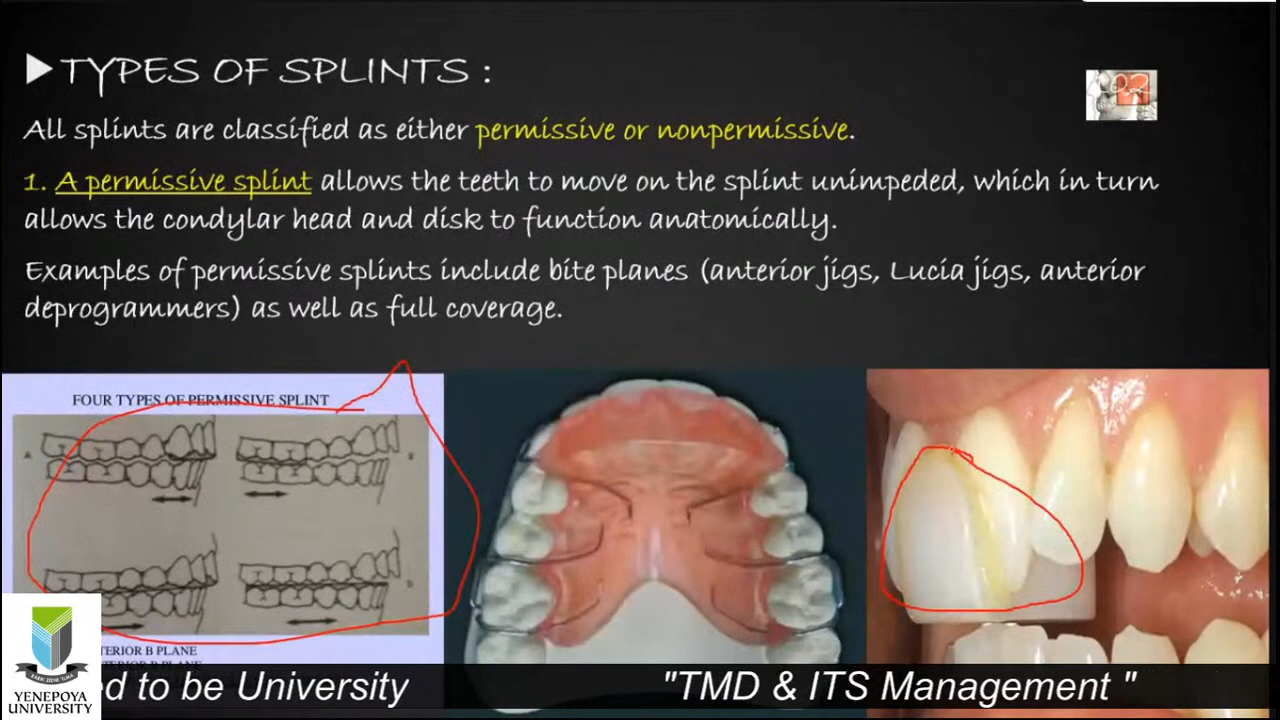 TYPES OF SPLINTS :
All splints are classified as either permissive or nonpermissive.
1. A permissive splint allows the teeth to move on the splint unimpeded, which in turn
allows the condylar head and disk to function anatomically.
Examples of permissive splints include bite planes (anterior jigs, Lucia jigs, anterior
deprogrammers) as well as full coverage.
FOUR TYPES OF PERMISSIVE SPLINT
A
D
TERIOR B PLANE
TERIOR B PLANE
ed to be University
"TMD & ITS Management "
YENEPOYA
UNIVERSITY